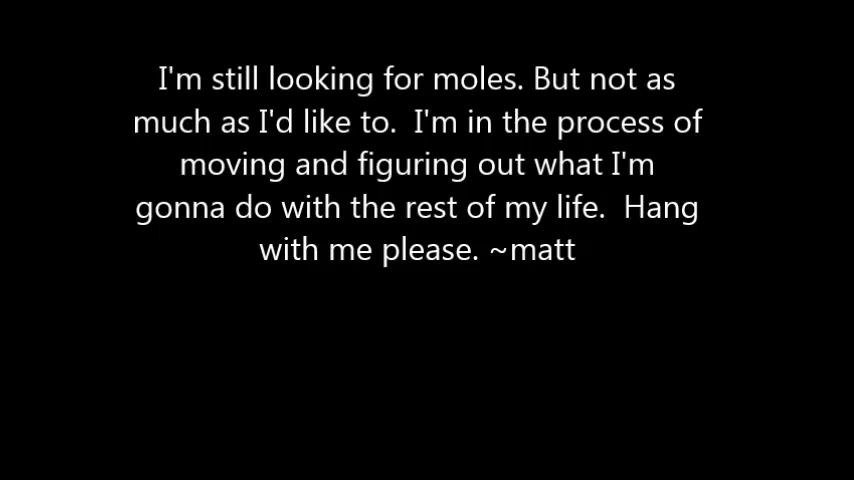 I'm still looking for moles. But not as
much as I'd like to.  I'm in the process of
moving and figuring out what I'm
gonna do with the rest of my life.  Hang
with me please. ~matt